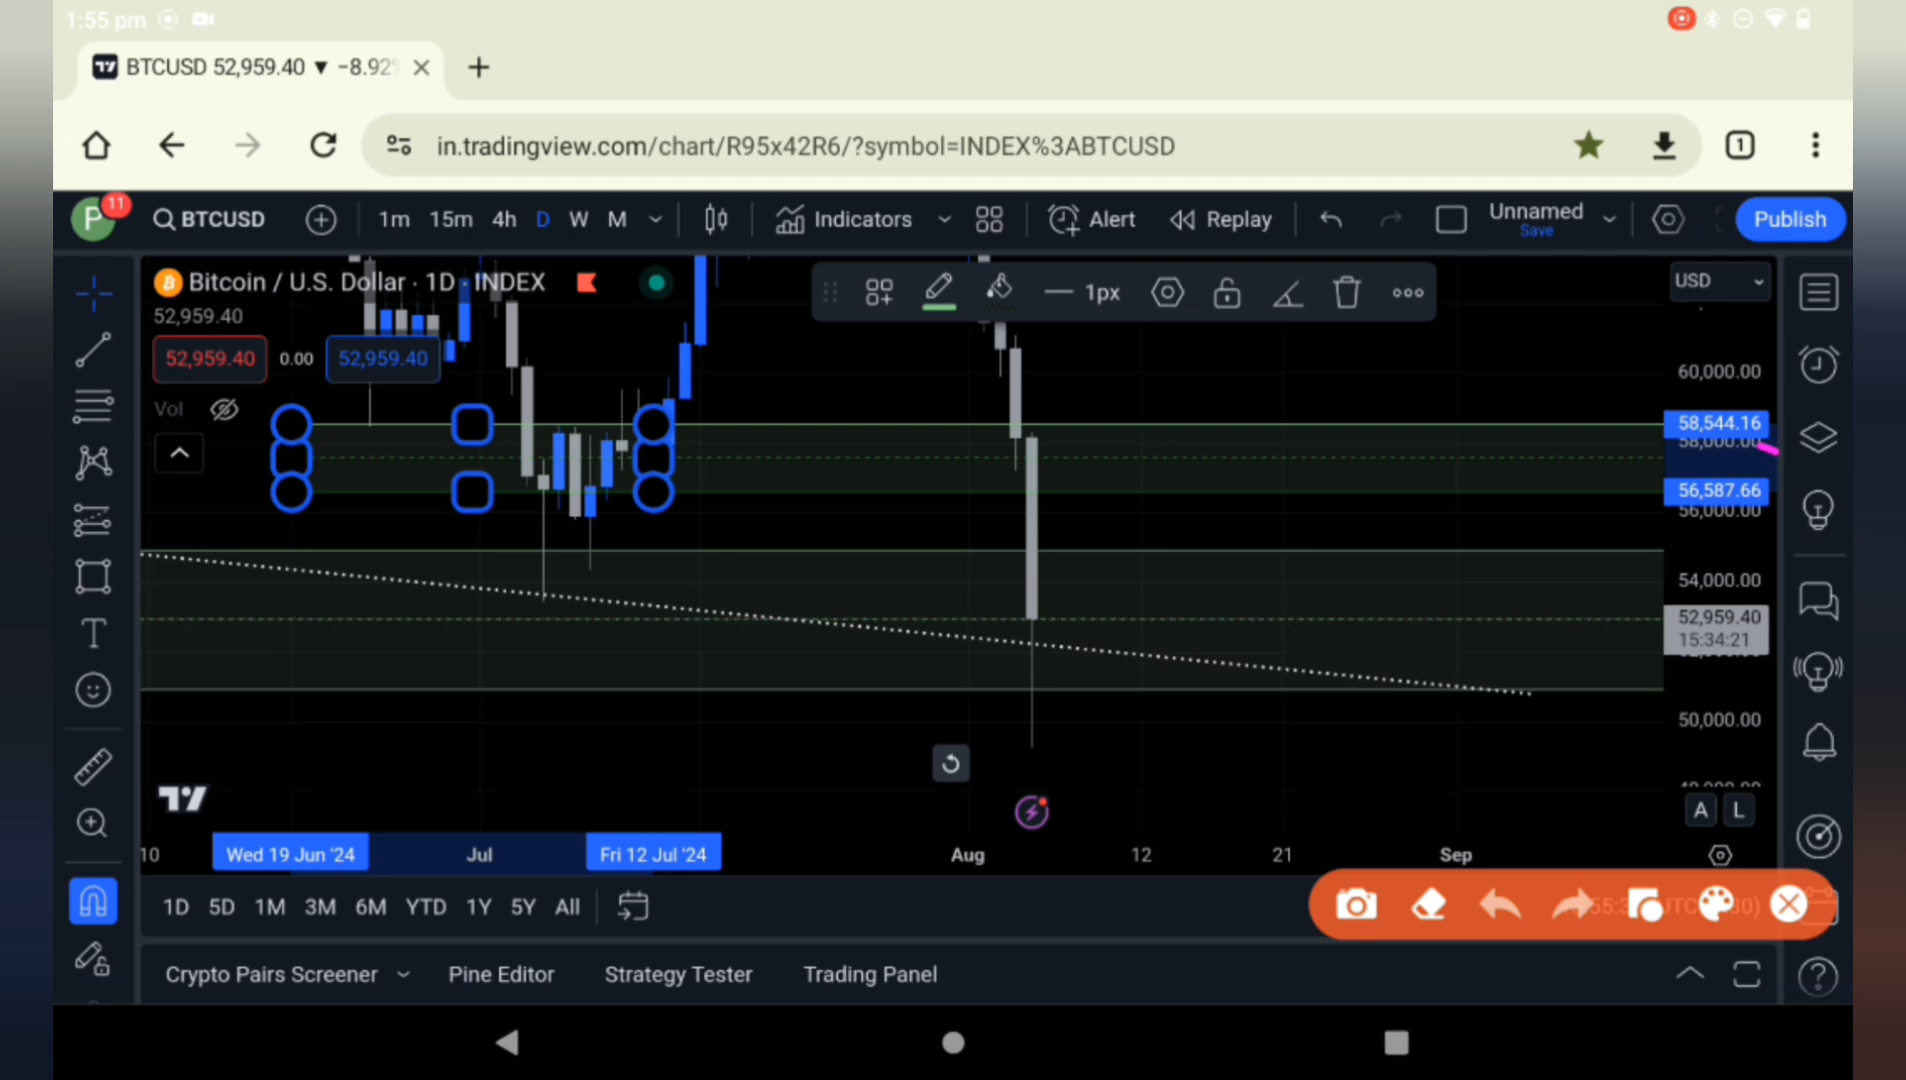 1:55 pm
BTCUSD 52,959.40 ▼ −8.92%
in.tradingview.com/chart/R95x42R6/?symbol=INDEX%3ABTCUSD
1
P
11
BTCUSD
1m 15m 4h D W M
Indicators
Alert
Replay
Unnamed
Save
Publish
Bitcoin / U.S. Dollar · 1D · INDEX
USD
52,959.40
1px
52,959.40 0.00 52,959.40
60,000.00
Vol
58,544.16
58,000.00
56,587.66
56,000.00
54,000.00
52,959.40
15:34:21
50,000.00
A L
10 Wed 19 Jun '24 Jul Fri 12 Jul '24 Aug 12 21 Sep
1D 5D 1M 3M 6M YTD 1Y 5Y All
Crypto Pairs Screener Pine Editor Strategy Tester Trading Panel